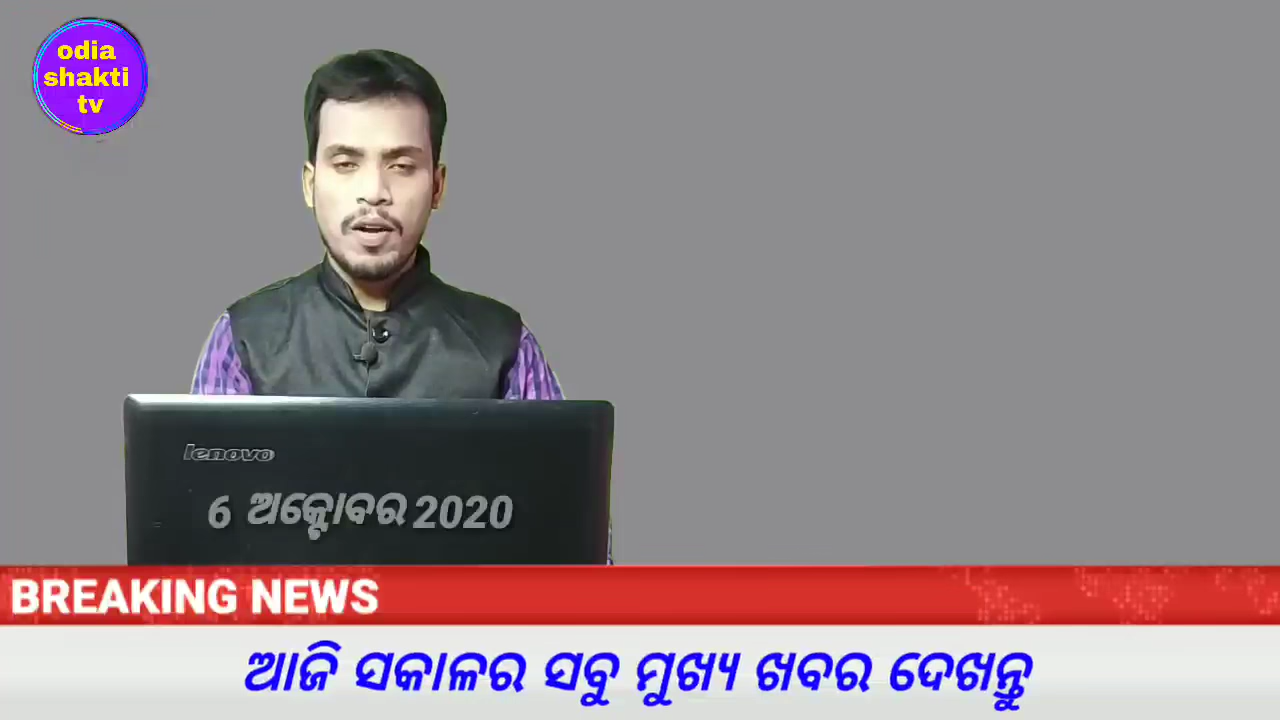 odia
shakti
tv
lenovo
6 ଅକ୍ଟୋବର 2020
BREAKING NEWS
ଆଜି ସକାଳର ସବୁ ମୁଖ୍ୟ ଖବର ଦେଖନ୍ତୁ